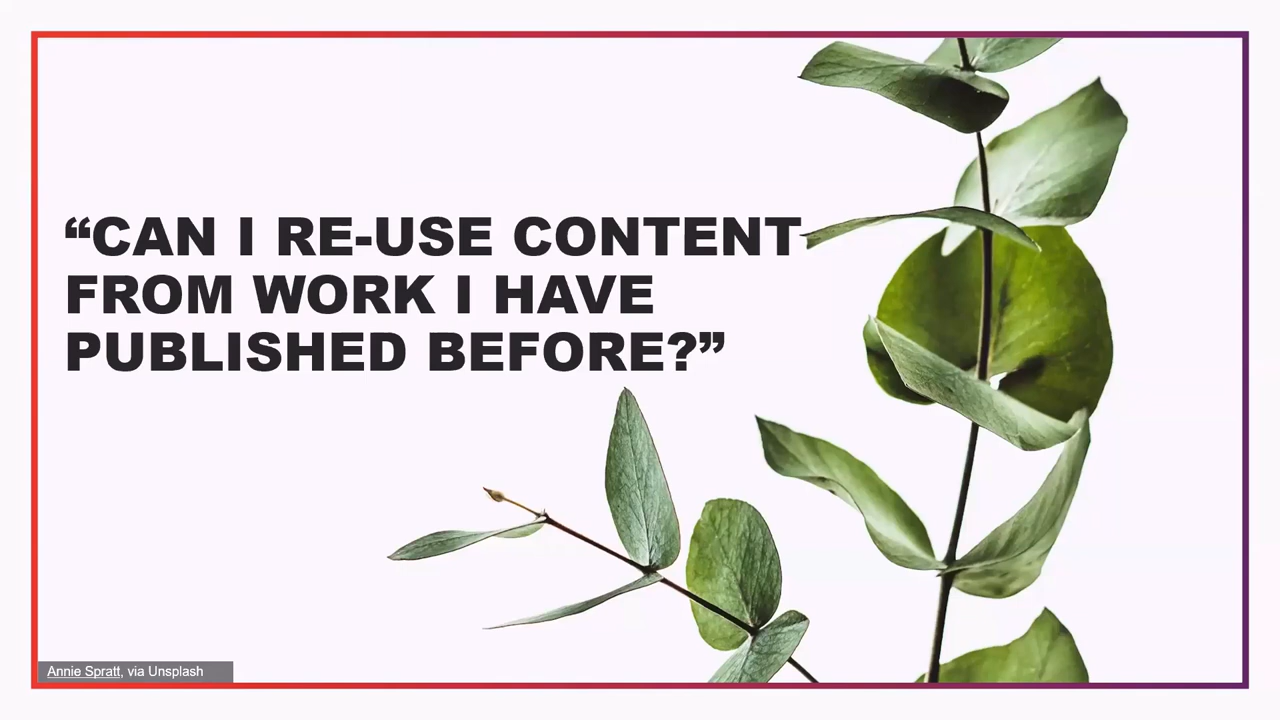 “CAN I RE-USE CONTENT
FROM WORK I HAVE
PUBLISHED BEFORE?”
Annie Spratt, via Unsplash